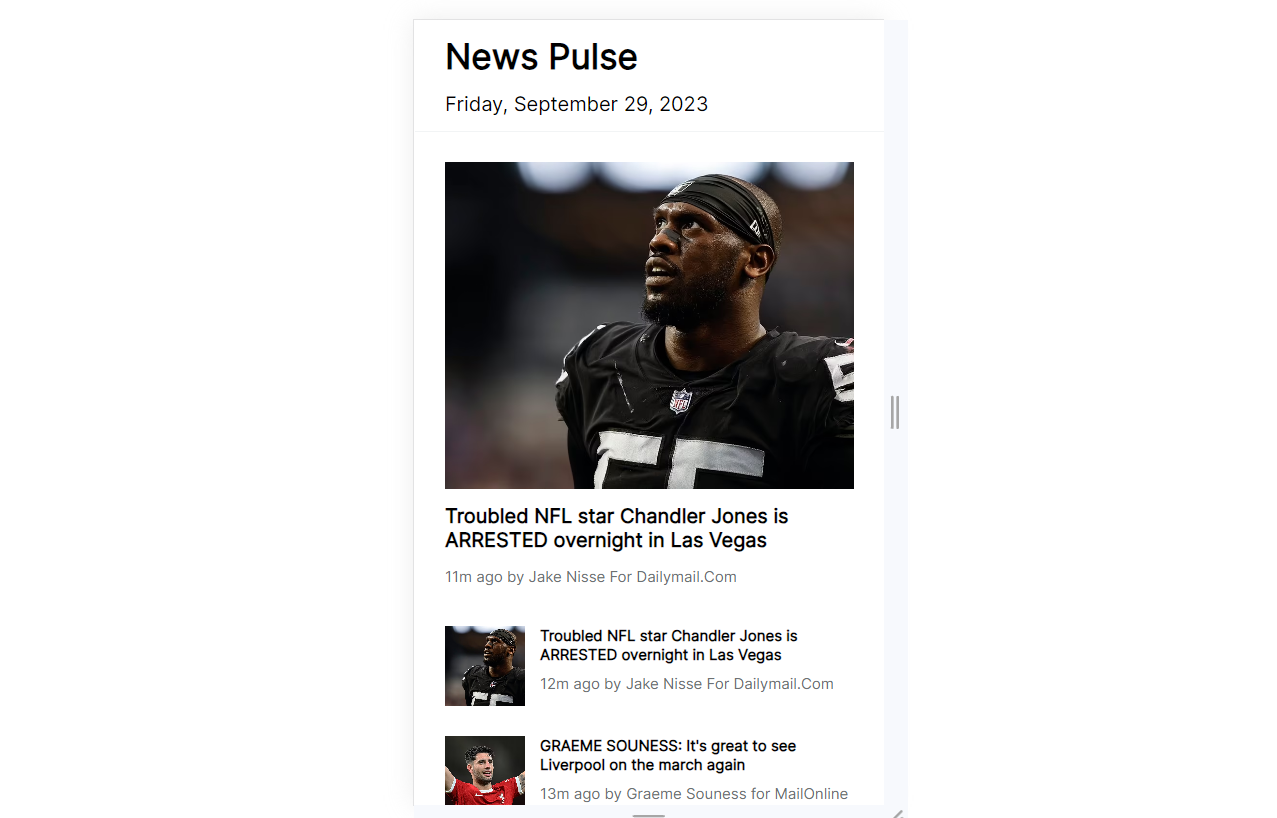 News Pulse
Friday, September 29, 2023
NFL
55
Troubled NFL star Chandler Jones is
ARRESTED overnight in Las Vegas
11m ago by Jake Nisse For Dailymail.Com
Troubled NFL star Chandler Jones is
ARRESTED overnight in Las Vegas
12m ago by Jake Nisse For Dailymail.Com
GRAEME SOUNESS: It's great to see
Liverpool on the march again
13m ago by Graeme Souness for MailOnline